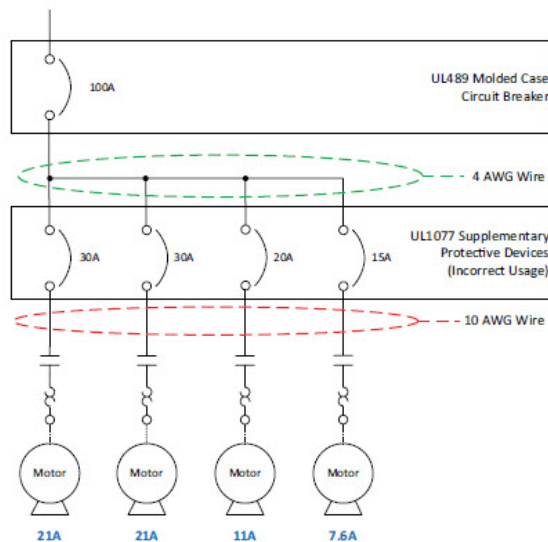 100A
UL489 Molded Case
Circuit Breaker
4 AWG Wire
30A
30A
20A
15A
UL1077 Supplementary
Protective Devices
(Incorrect Usage)
10 AWG Wire
Motor
Motor
Motor
Motor
21A
21A
11A
7.6A